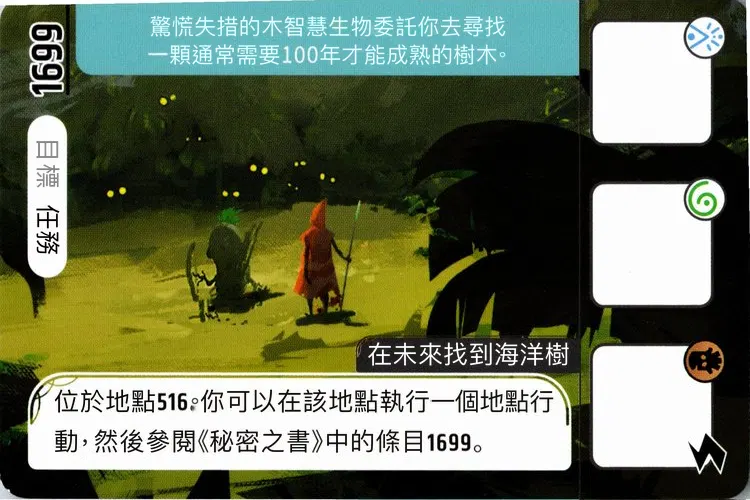 驚慌失措的木智慧生物委託你去尋找
一顆通常需要100年才能成熟的樹木。
1699
目標 任務
在未來找到海洋樹
位於地點516。你可以在該地點執行一個地點行
動，然後參閱《秘密之書》中的條目1699。